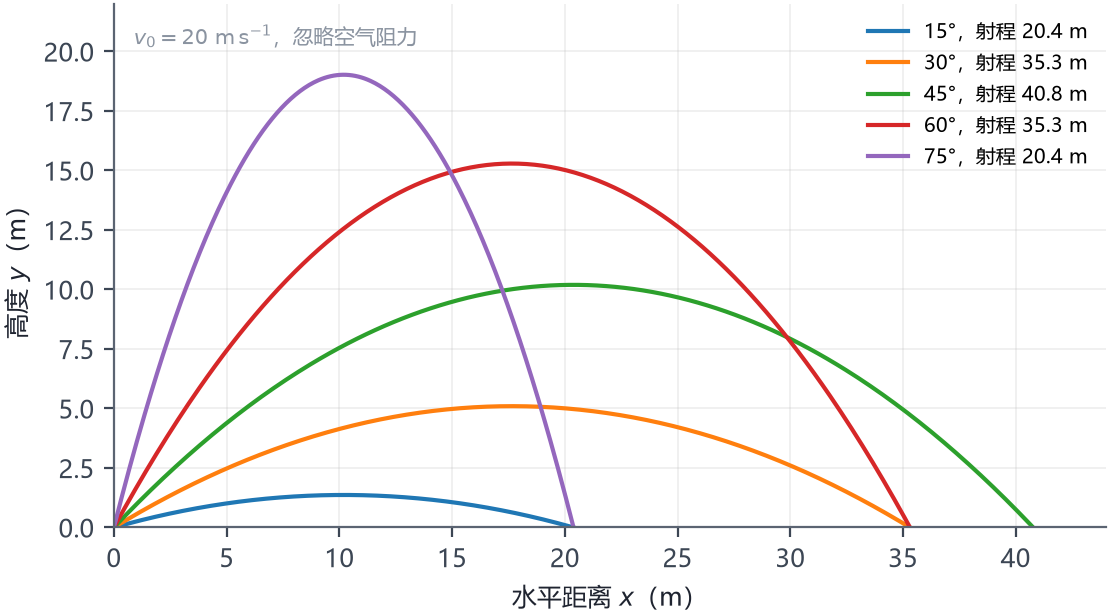 v₀ = 20 m s⁻¹，忽略空气阻力
15°，射程 20.4 m
30°，射程 35.3 m
45°，射程 40.8 m
60°，射程 35.3 m
75°，射程 20.4 m
高度 y（m）
20.0
17.5
15.0
12.5
10.0
7.5
5.0
2.5
0.0
0 5 10 15 20 25 30 35 40
水平距离 x（m）